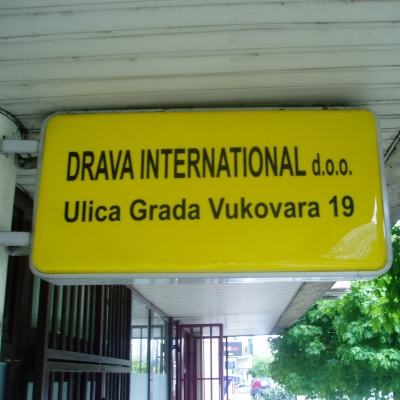 DRAVA INTERNATIONAL d.o.o.
Ulica Grada Vukovara 19